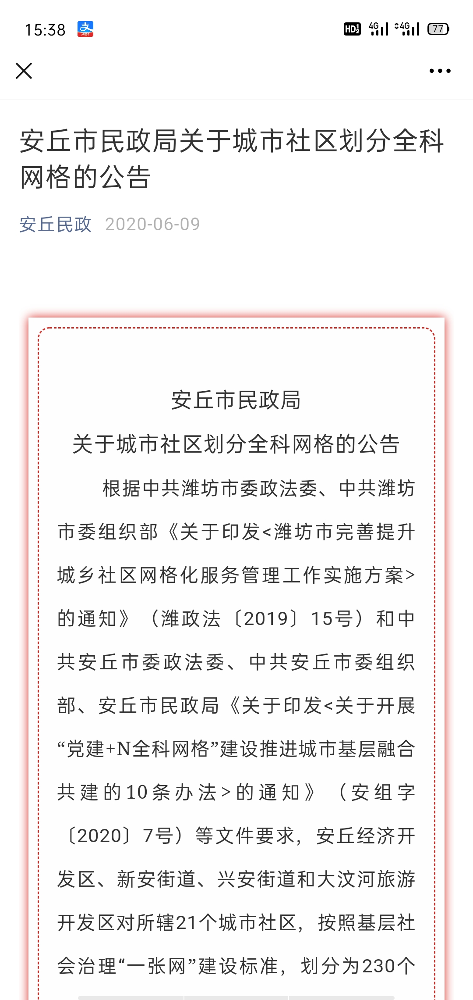 15:38
支
HD 1 2
4G
4G
77
安丘市民政局关于城市社区划分全科
网格的公告
安丘民政 2020-06-09
安丘市民政局
关于城市社区划分全科网格的公告
根据中共潍坊市委政法委、中共潍坊
市委组织部《关于印发<潍坊市完善提升
城乡社区网格化服务管理工作实施方案>
的通知》（潍政法〔2019〕15号）和中
共安丘市委政法委、中共安丘市委组织
部、安丘市民政局《关于印发<关于开展
“党建+N全科网格”建设推进城市基层融合
共建的10条办法>的通知》（安组字
〔2020〕7号）等文件要求，安丘经济开
发区、新安街道、兴安街道和大汶河旅游
开发区对所辖21个城市社区，按照基层社
会治理“一张网”建设标准，划分为230个